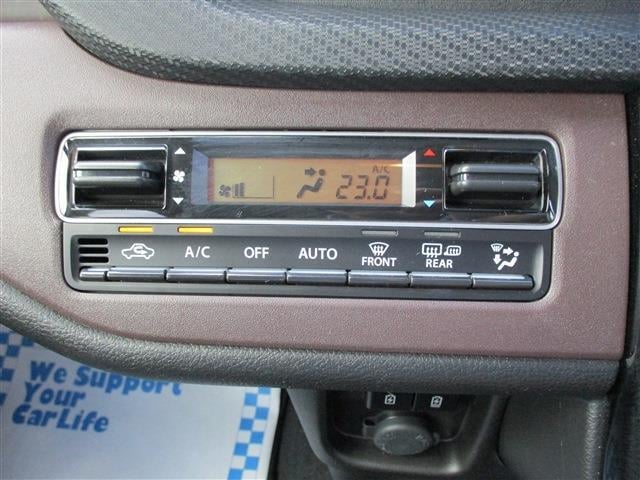 A/C
23.0
A/C
OFF
AUTO
FRONT
REAR
We Support
Your
Car Life